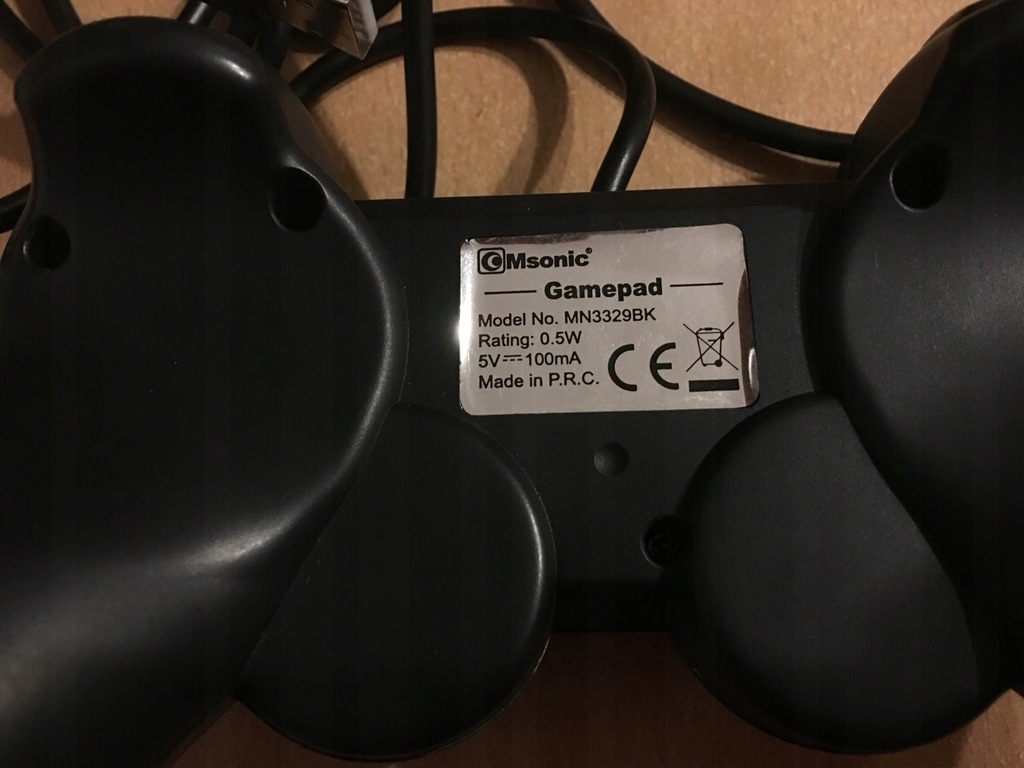 Msonic®
Gamepad
Model No. MN3329BK
Rating: 0.5W
5V⎓100mA
Made in P.R.C.
CE